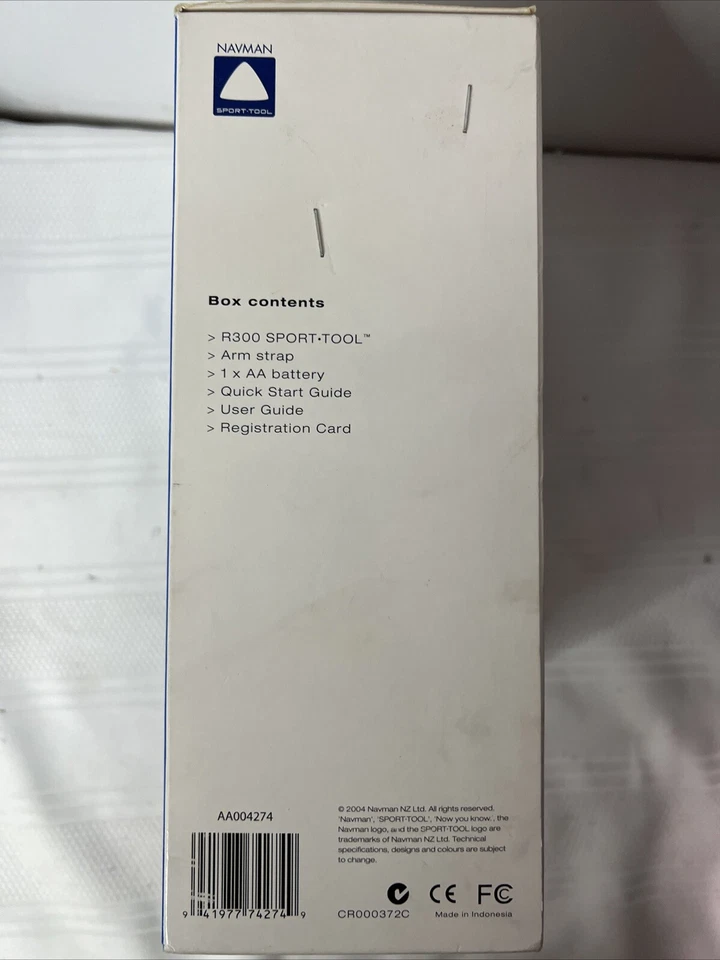 NAVMAN
SPORT•TOOL
Box contents
> R300 SPORT•TOOL™
> Arm strap
> 1 x AA battery
> Quick Start Guide
> User Guide
> Registration Card
AA004274
9 41977 74274 9
© 2004 Navman NZ Ltd. All rights reserved.
'Navman', 'SPORT•TOOL', 'Now you know.', the
Navman logo, and the SPORT•TOOL logo are
trademarks of Navman NZ Ltd. Technical
specifications, designs and colours are subject
to change.
CE FC
CR000372C Made in Indonesia